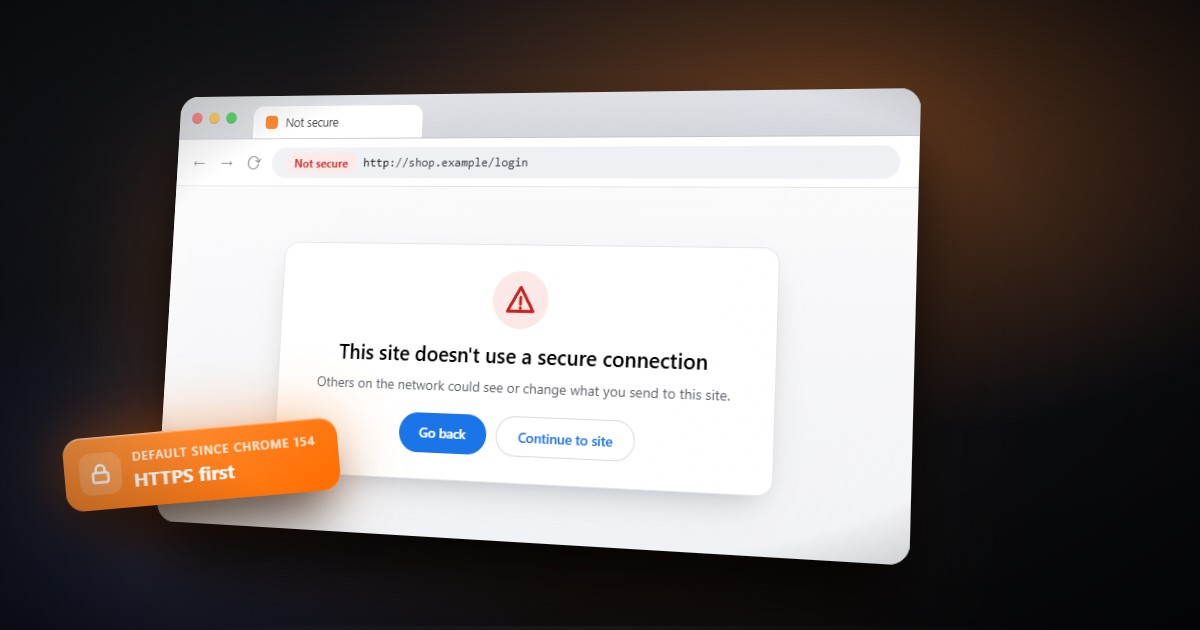 Not secure
Not secure http://shop.example/login
This site doesn't use a secure connection
Others on the network could see or change what you send to this site.
Go back Continue to site
DEFAULT SINCE CHROME 154
HTTPS first